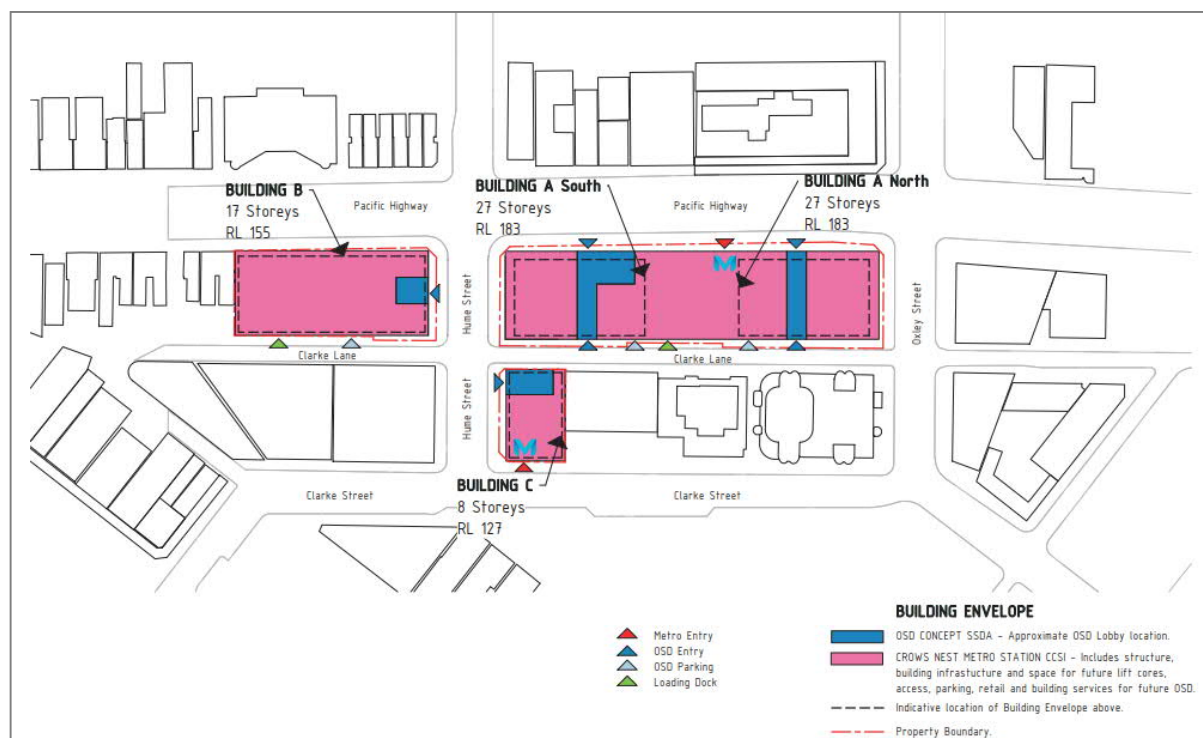 BUILDING B
17 Storeys
RL 155
Pacific Highway
BUILDING A South
27 Storeys
RL 183
Pacific Highway
BUILDING A North
27 Storeys
RL 183
Hume Street
Oxley Street
M
Clarke Lane
Clarke Lane
Hume Street
M
Clarke Street
BUILDING C
8 Storeys
RL 127
Clarke Street
Metro Entry
OSD Entry
OSD Parking
Loading Dock
BUILDING ENVELOPE
OSD CONCEPT SSDA - Approximate OSD Lobby location.
CROWS NEST METRO STATION CCSI - Includes structure,
building infrastucture and space for future lift cores,
access, parking, retail and building services for future OSD.
Indicative location of Building Envelope above.
Property Boundary.